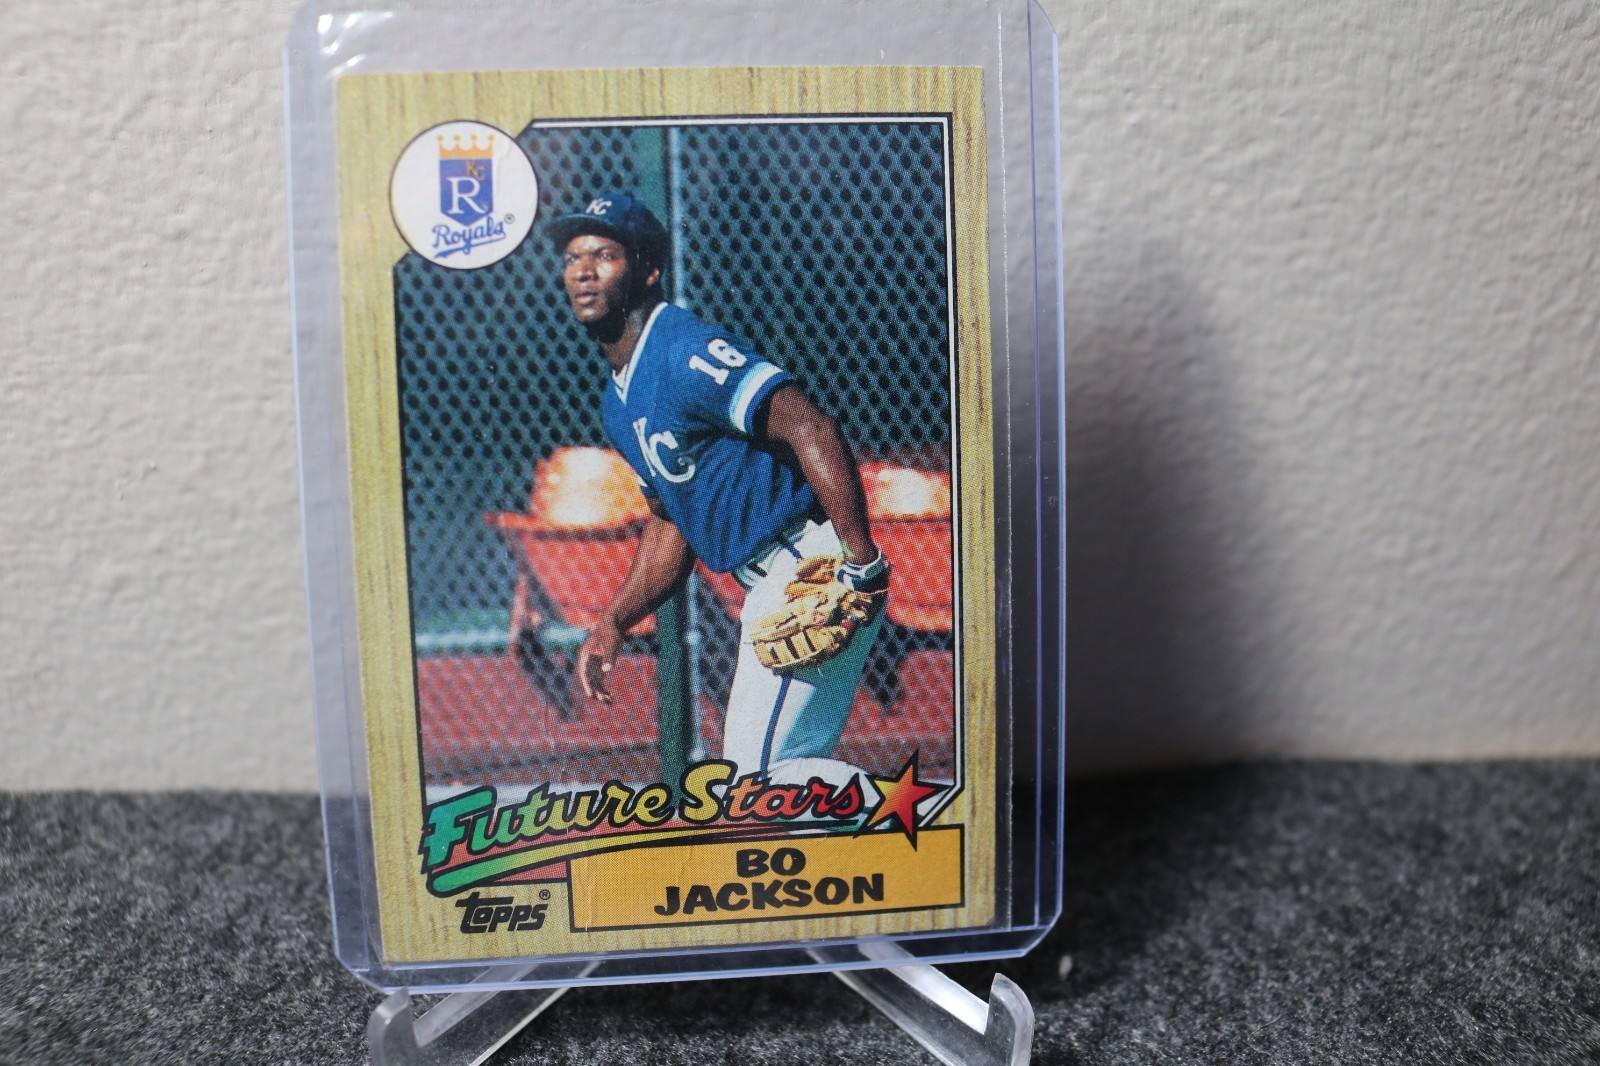 KC
R
Royals®
KC
16
KC
Future Stars
BO
JACKSON
topps®